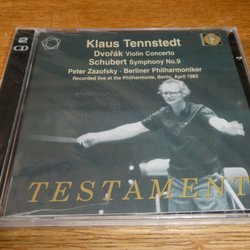 2
CD
Klaus Tennstedt
Dvořák Violin Concerto
Schubert Symphony No.9
Peter Zazofsky · Berliner Philharmoniker
Recorded live at the Philharmonie, Berlin, April 1983
TESTAMENT